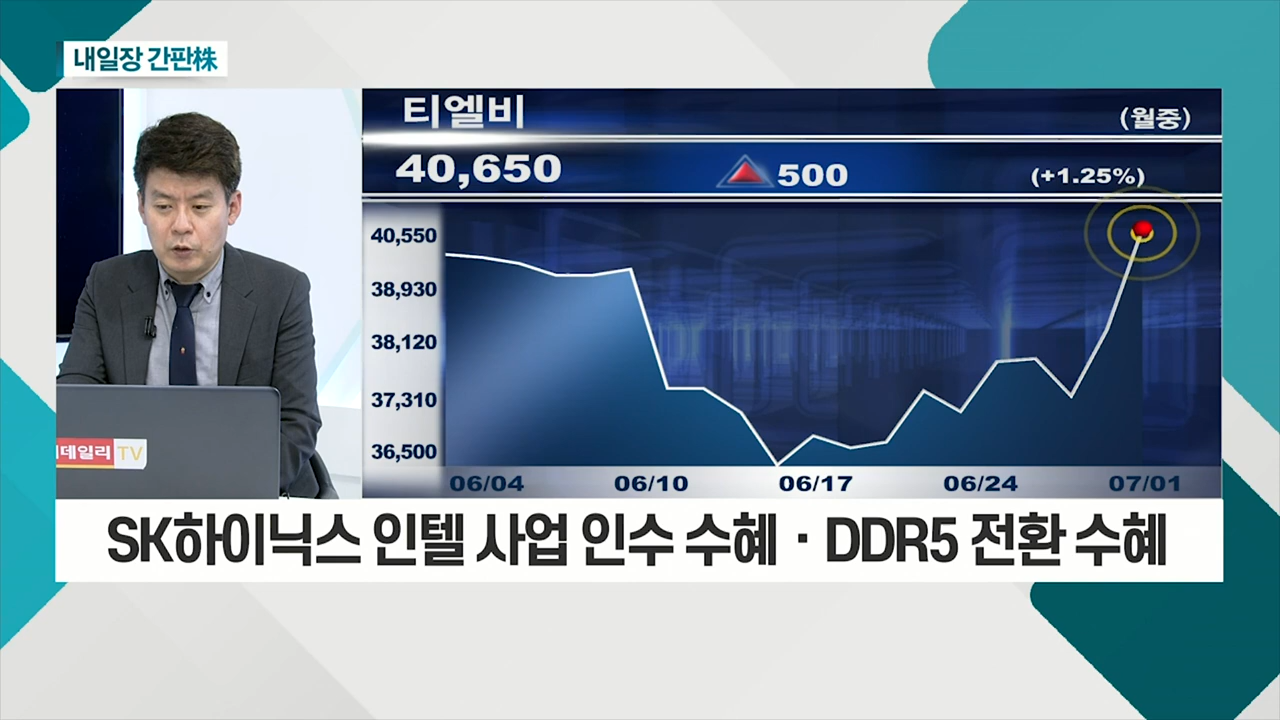 내일장 간판株
티엘비
(월중)
40,650
500
(+1.25%)
40,550
38,930
38,120
37,310
36,500
06/04
06/10
06/17
06/24
07/01
데일리 TV
SK하이닉스 인텔 사업 인수 수혜 · DDR5 전환 수혜